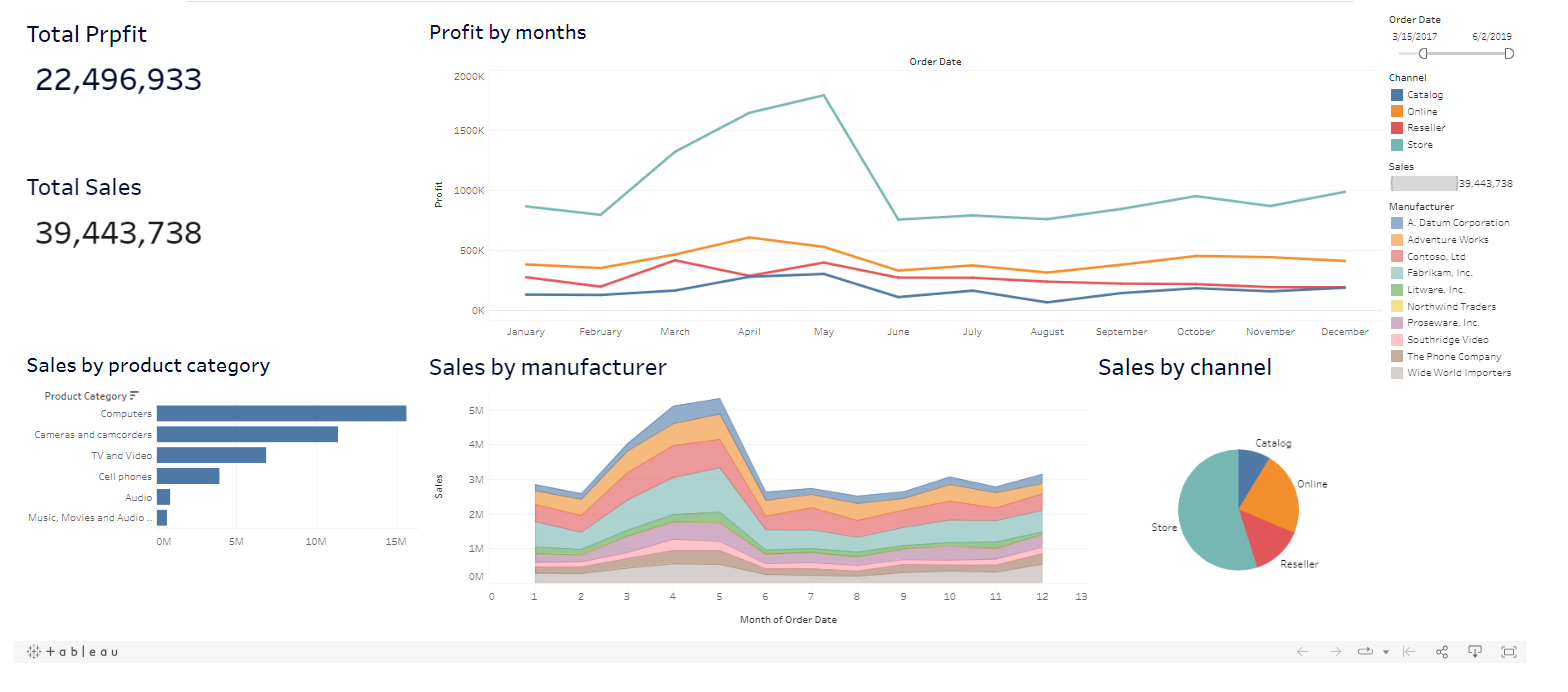 Total Prpfit
22,496,933
Total Sales
39,443,738
Profit by months
Order Date
2000K
1500K
1000K
500K
0K
Profit
January February March April May June July August September October November December
Order Date
3/15/2017 6/2/2019
Channel
Catalog
Online
Reseller
Store
Sales
39,443,738
Manufacturer
A. Datum Corporation
Adventure Works
Contoso, Ltd
Fabrikam, Inc.
Litware, Inc.
Northwind Traders
Proseware, Inc.
Southridge Video
The Phone Company
Wide World Importers
Sales by product category
Product Category
Computers
Cameras and camcorders
TV and Video
Cell phones
Audio
Music, Movies and Audio ..
0M 5M 10M 15M
Sales by manufacturer
5M
4M
3M
2M
1M
0M
Sales
0 1 2 3 4 5 6 7 8 9 10 11 12 13
Month of Order Date
Sales by channel
Catalog
Online
Store
Reseller
+ a b | e a u